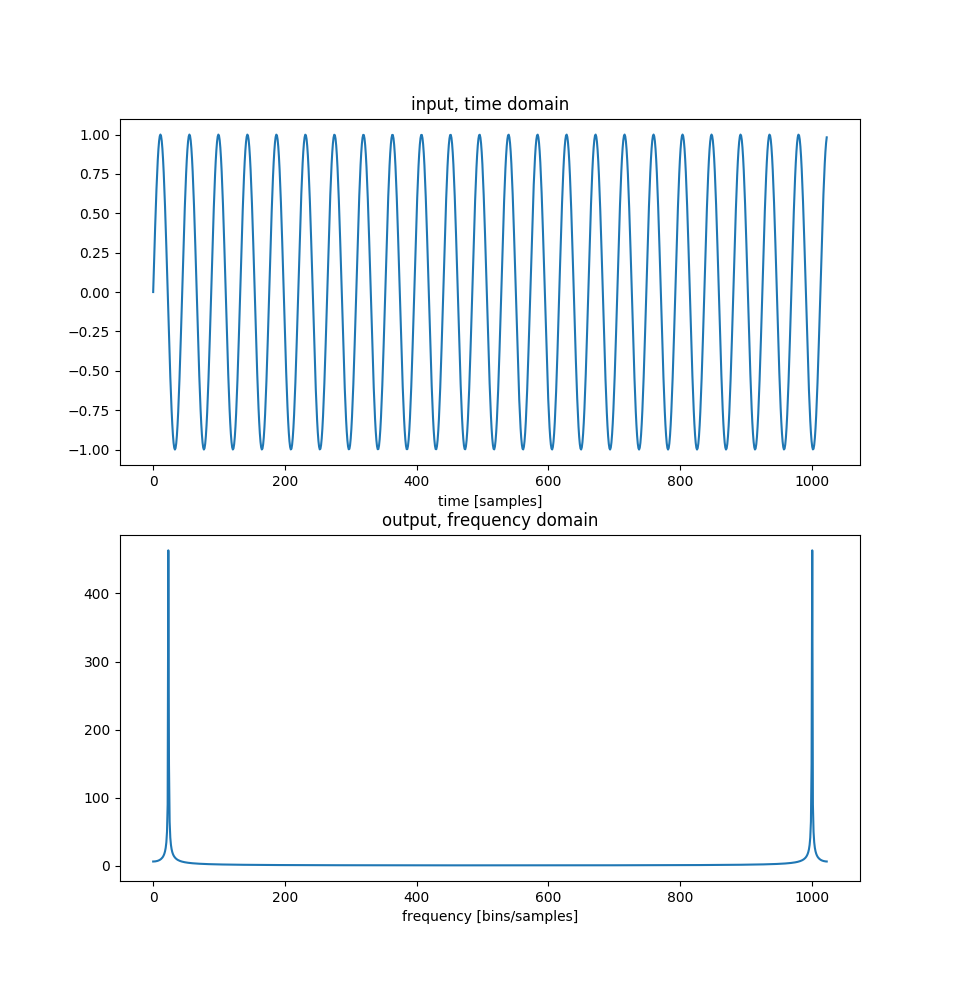 input, time domain
1.00
0.75
0.50
0.25
0.00
−0.25
−0.50
−0.75
−1.00
0 200 400 600 800 1000
time [samples]
output, frequency domain
400
300
200
100
0
0 200 400 600 800 1000
frequency [bins/samples]